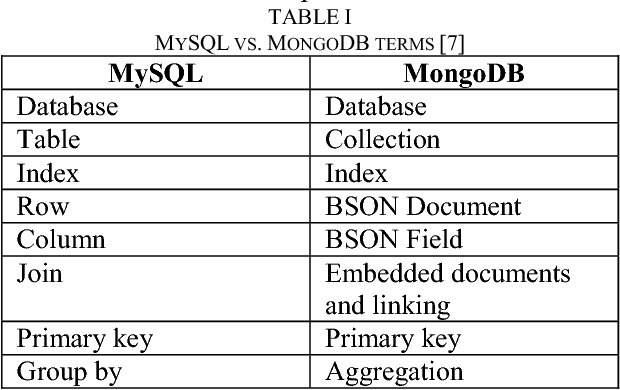 TABLE I
MYSQL VS. MONGODB TERMS [7]
MySQL MongoDB
Database Database
Table Collection
Index Index
Row BSON Document
Column BSON Field
Join Embedded documents
and linking
Primary key Primary key
Group by Aggregation